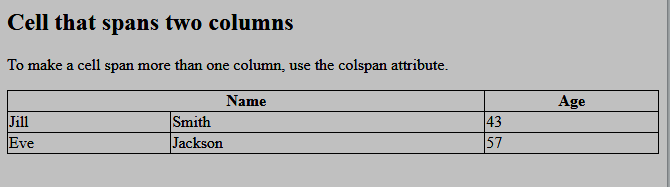 Cell that spans two columns
To make a cell span more than one column, use the colspan attribute.
Name Age
Jill Smith 43
Eve Jackson 57